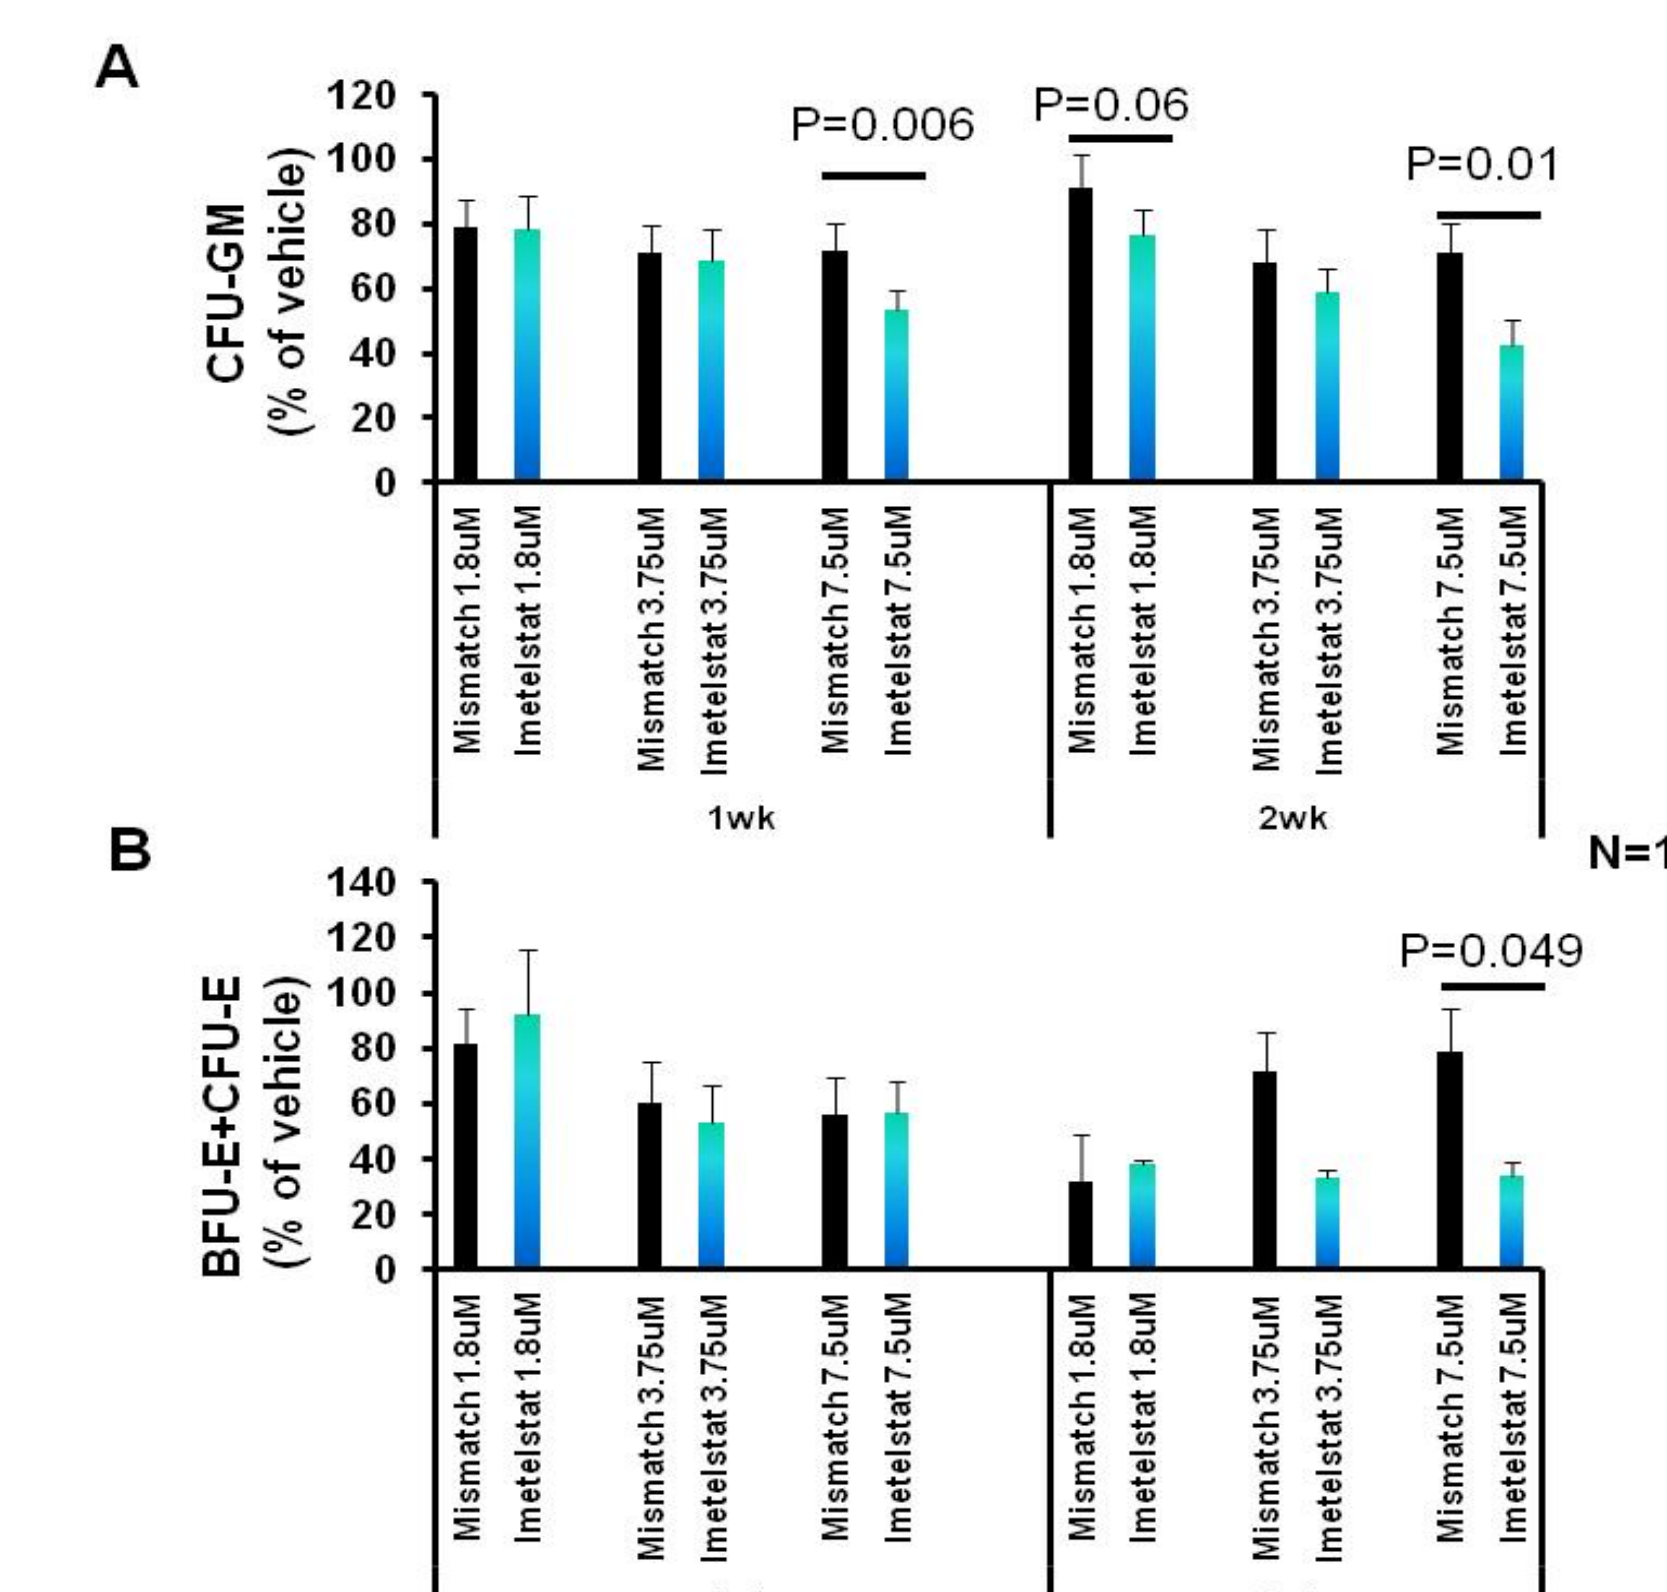 A
120
100
80
60
40
20
0
CFU-GM
(% of vehicle)
P=0.006
P=0.06
P=0.01
Mismatch 1.8uM
Imetelstat 1.8uM
Mismatch 3.75uM
Imetelstat 3.75uM
Mismatch 7.5uM
Imetelstat 7.5uM
Mismatch 1.8uM
Imetelstat 1.8uM
Mismatch 3.75uM
Imetelstat 3.75uM
Mismatch 7.5uM
Imetelstat 7.5uM
1wk
2wk
N=1
B
140
120
100
80
60
40
20
0
BFU-E+CFU-E
(% of vehicle)
P=0.049
Mismatch 1.8uM
Imetelstat 1.8uM
Mismatch 3.75uM
Imetelstat 3.75uM
Mismatch 7.5uM
Imetelstat 7.5uM
Mismatch 1.8uM
Imetelstat 1.8uM
Mismatch 3.75uM
Imetelstat 3.75uM
Mismatch 7.5uM
Imetelstat 7.5uM